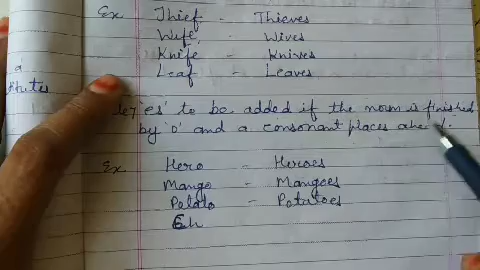 Ex Thief - Thieves
Wife - Wives
Knife - Knives
Leaf - Leaves
es' to be added if the noun is finished
by 'o' and a consonant places
Ex Hero - Heroes
Mango - Mangoes
Potato - Potatoes